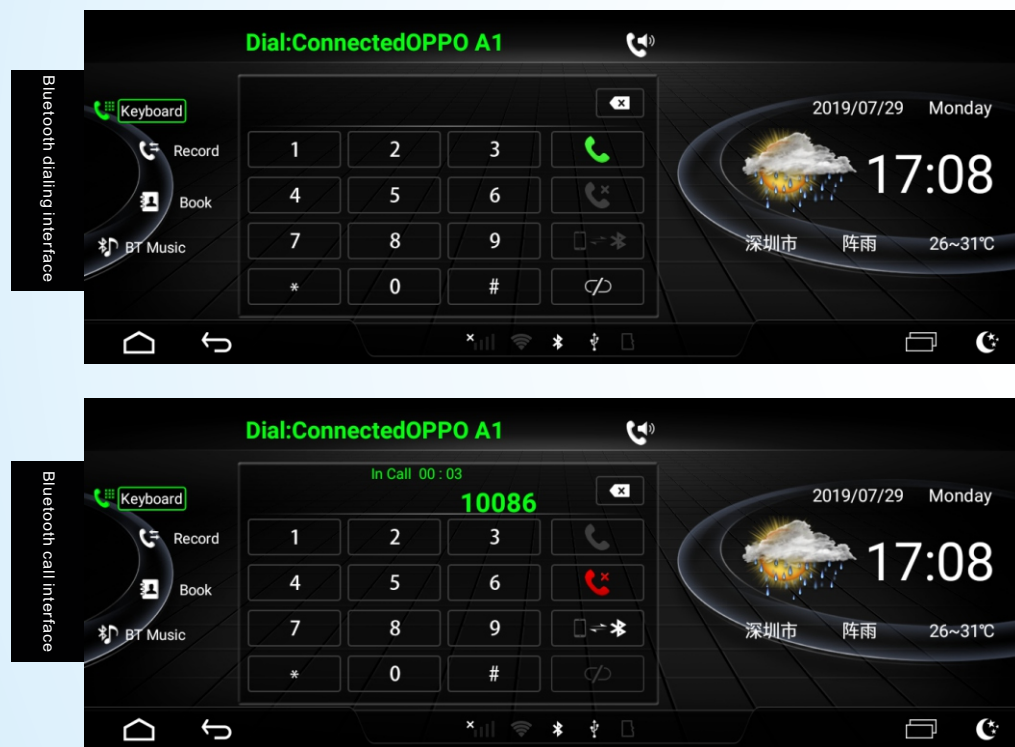 Bluetooth dialing interface
Dial:ConnectedOPPO A1
Keyboard
Record
Book
BT Music
1 2 3
4 5 6
7 8 9
* 0 #
2019/07/29 Monday
17:08
深圳市 阵雨 26~31℃
Bluetooth call interface
Dial:ConnectedOPPO A1
In Call 00 : 03
10086
Keyboard
Record
Book
BT Music
1 2 3
4 5 6
7 8 9
* 0 #
2019/07/29 Monday
17:08
深圳市 阵雨 26~31℃